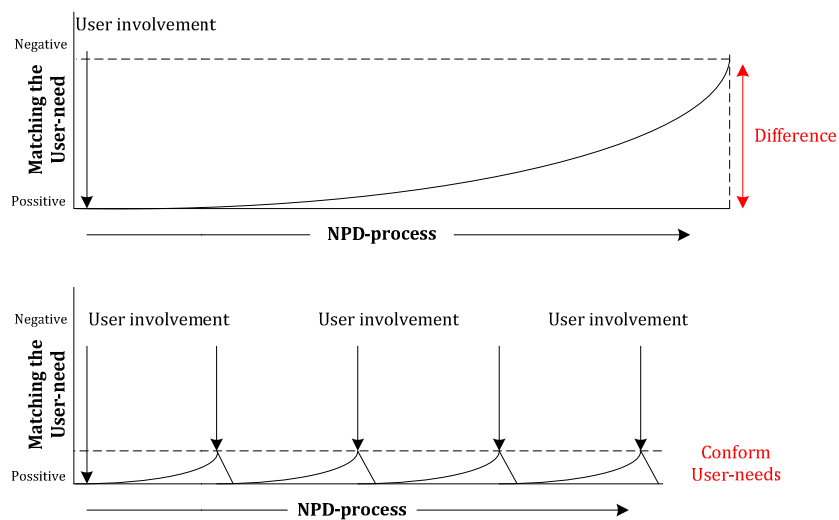 User involvement
Negative
Matching the
User-need
Possitive
Difference
NPD-process
User involvement User involvement User involvement
Negative
Matching the
User-need
Possitive
Conform
User-needs
NPD-process